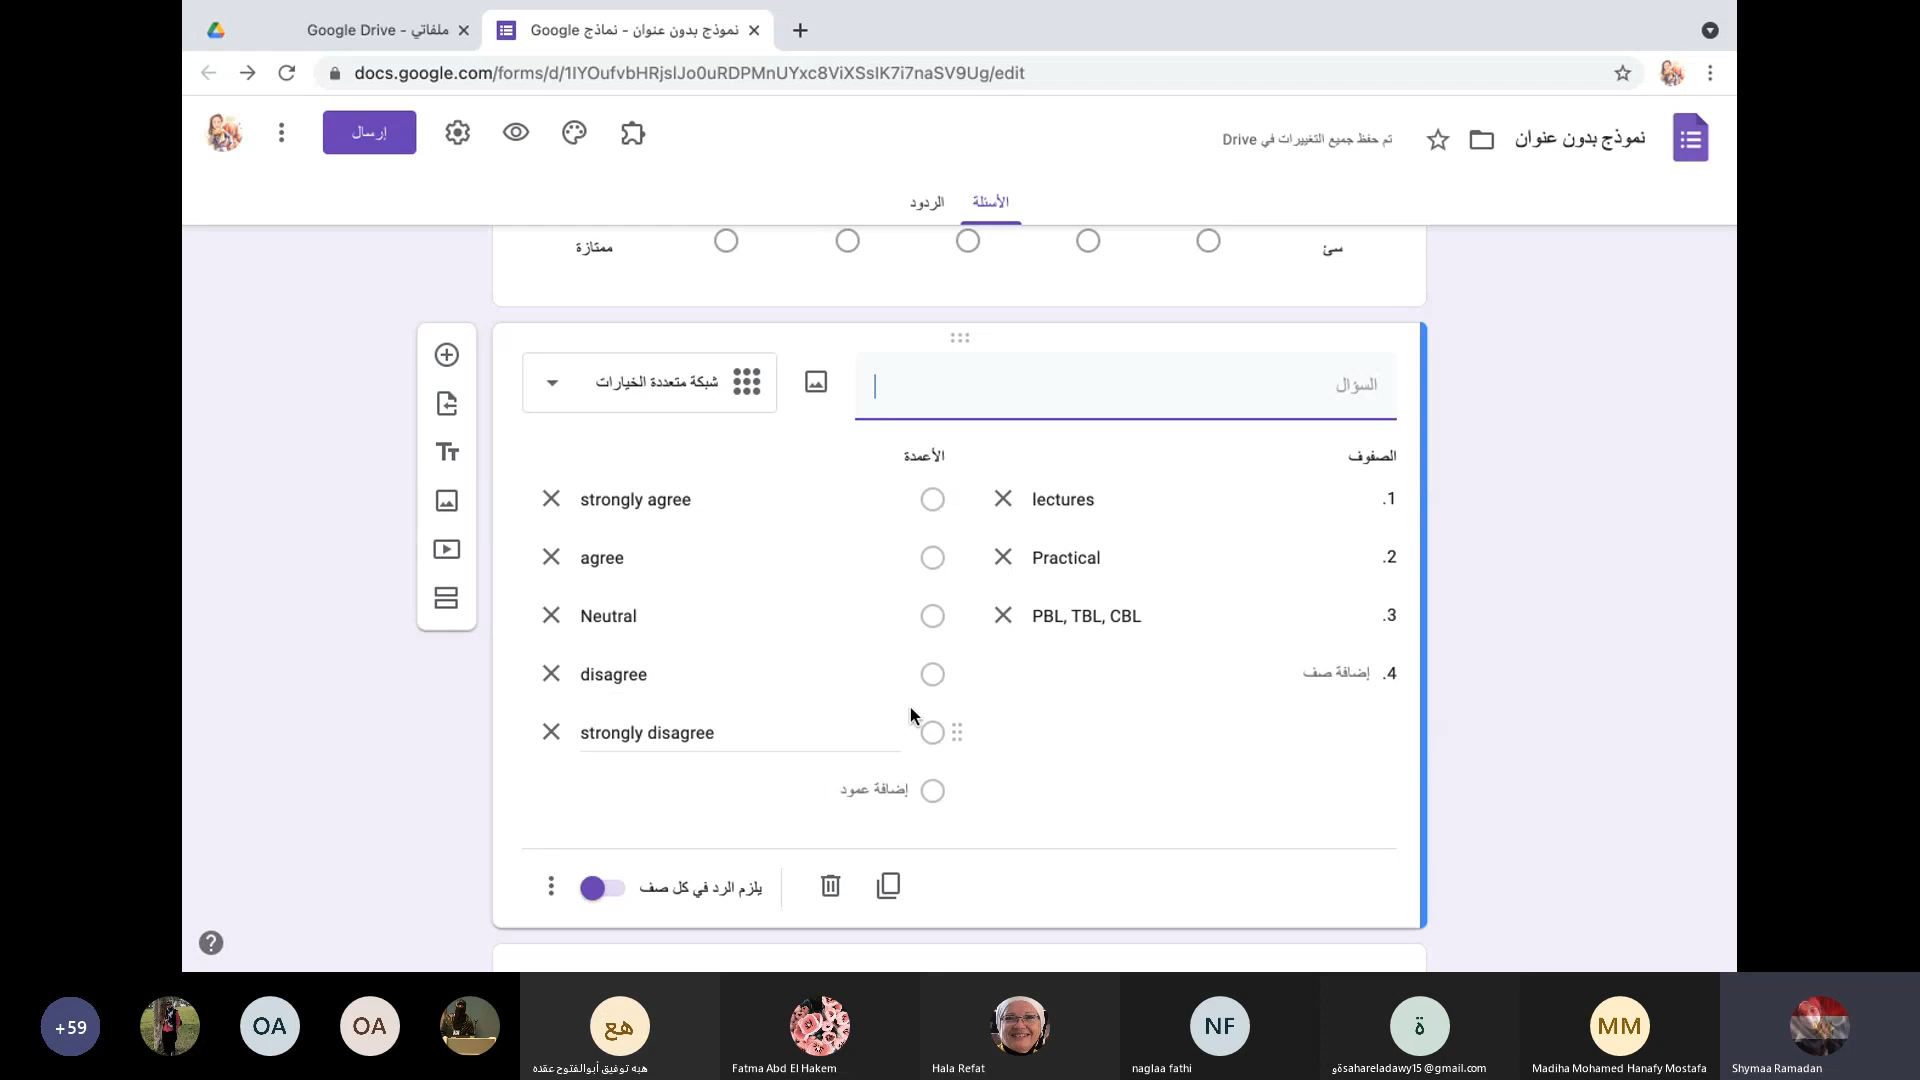 ملفاتي - Google Drive
نموذج بدون عنوان - نماذج Google
docs.google.com/forms/d/1IYOufvbHRjslJo0uRDPMnUYxc8ViXSsIK7i7naSV9Ug/edit
نموذج بدون عنوان
تم حفظ جميع التغييرات في Drive
إرسال
الأسئلة
الردود
سئ
ممتازة
السؤال
شبكة متعددة الخيارات
الصفوف
الأعمدة
1. lectures
strongly agree
2. Practical
agree
3. PBL, TBL, CBL
Neutral
4. إضافة صف
disagree
strongly disagree
إضافة عمود
يلزم الرد في كل صف
+59
OA
OA
هع
NF
ة
MM
هبه توفيق أبوالفتوح عقده
Fatma Abd El Hakem
Hala Refat
naglaa fathi
ةوsahareladawy15@gmail.com
Madiha Mohamed Hanafy Mostafa
Shymaa Ramadan